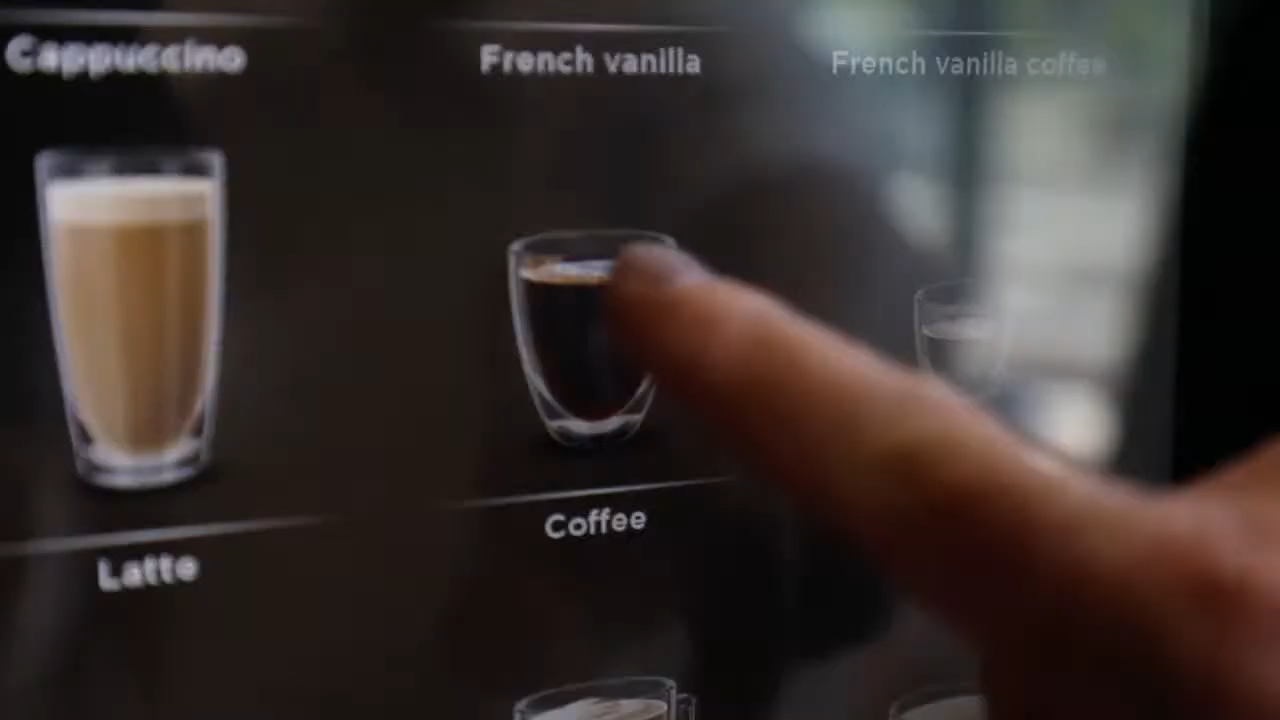 Cappuccino
French vanilla
French vanilla coffee
Latte
Coffee